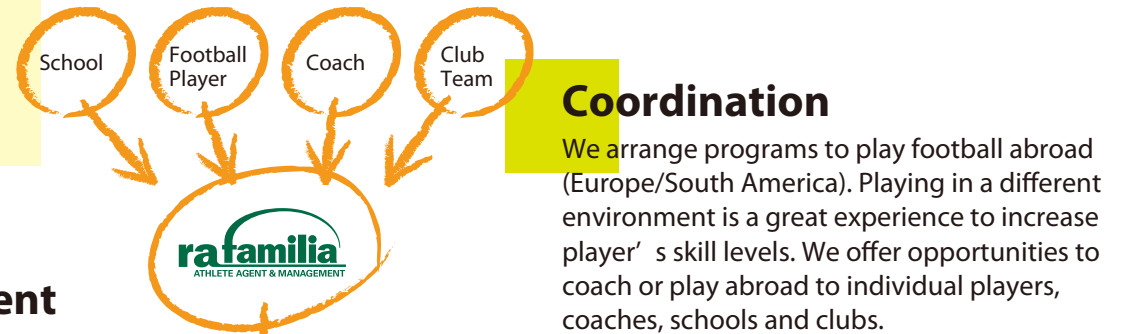 School
Football
Player
Coach
Club
Team
rafamilia
ATHLETE AGENT & MANAGEMENT
ent
Coordination
We arrange programs to play football abroad
(Europe/South America). Playing in a different
environment is a great experience to increase
player’ s skill levels. We offer opportunities to
coach or play abroad to individual players,
coaches, schools and clubs.